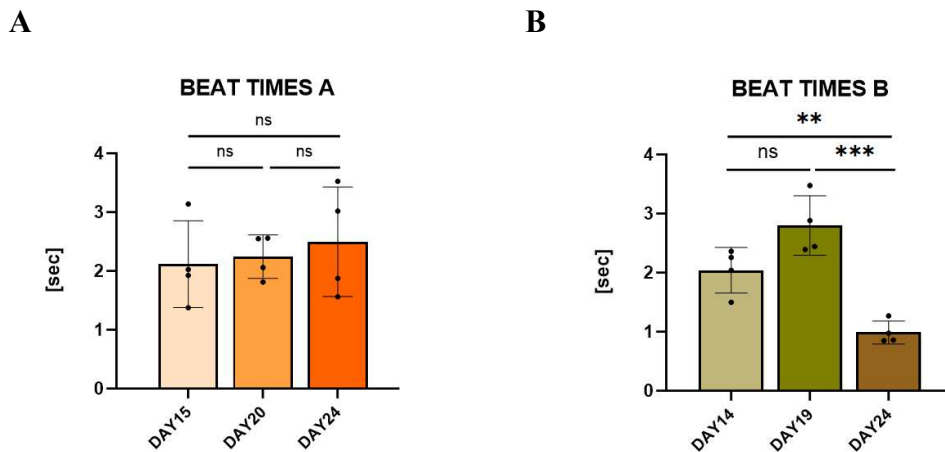 A
B
BEAT TIMES A
ns
ns
ns
4
3
2
1
0
[sec]
DAY15
DAY20
DAY24
BEAT TIMES B
**
ns
***
4
3
2
1
0
[sec]
DAY14
DAY19
DAY24